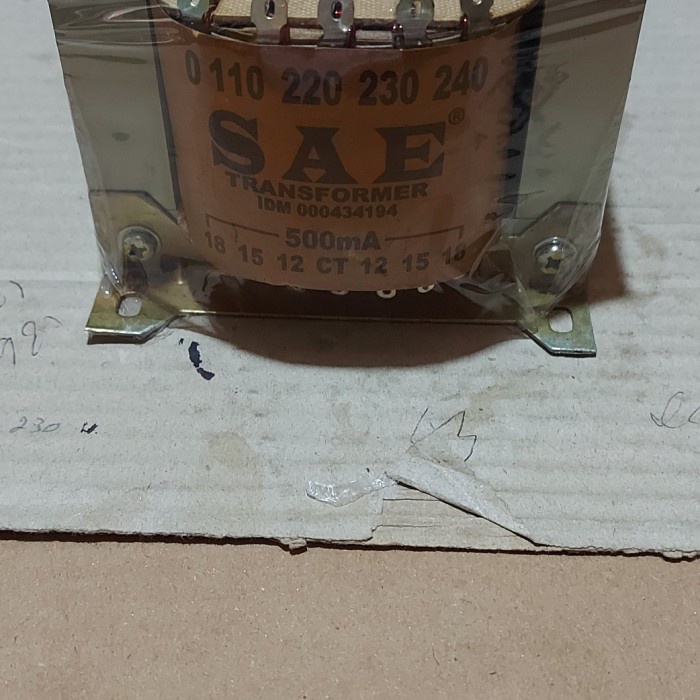 0 110 220 230 240
SAE®
TRANSFORMER
IDM 000434194
500mA
18 15 12 CT 12 15 18
230